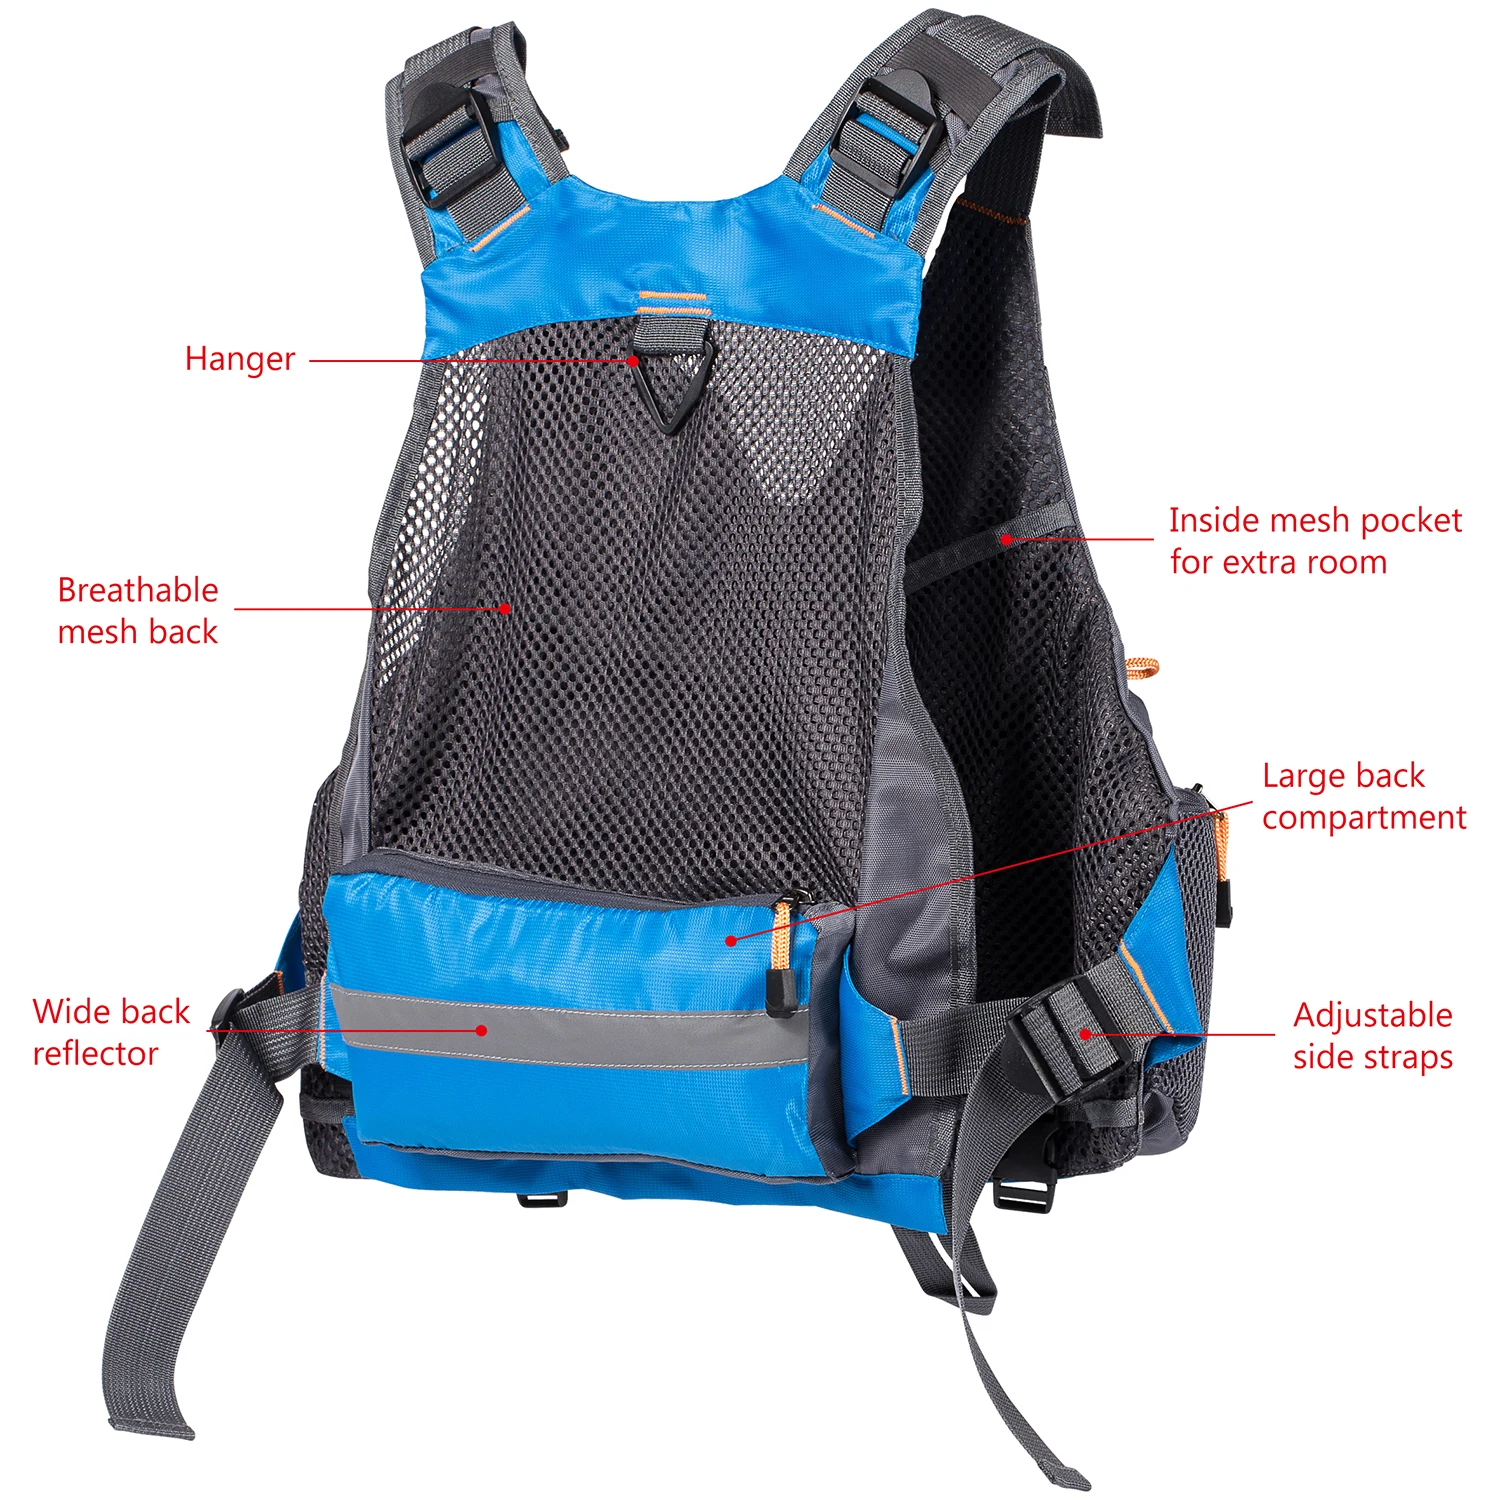 Hanger
Breathable
mesh back
Inside mesh pocket
for extra room
Large back
compartment
Wide back
reflector
Adjustable
side straps